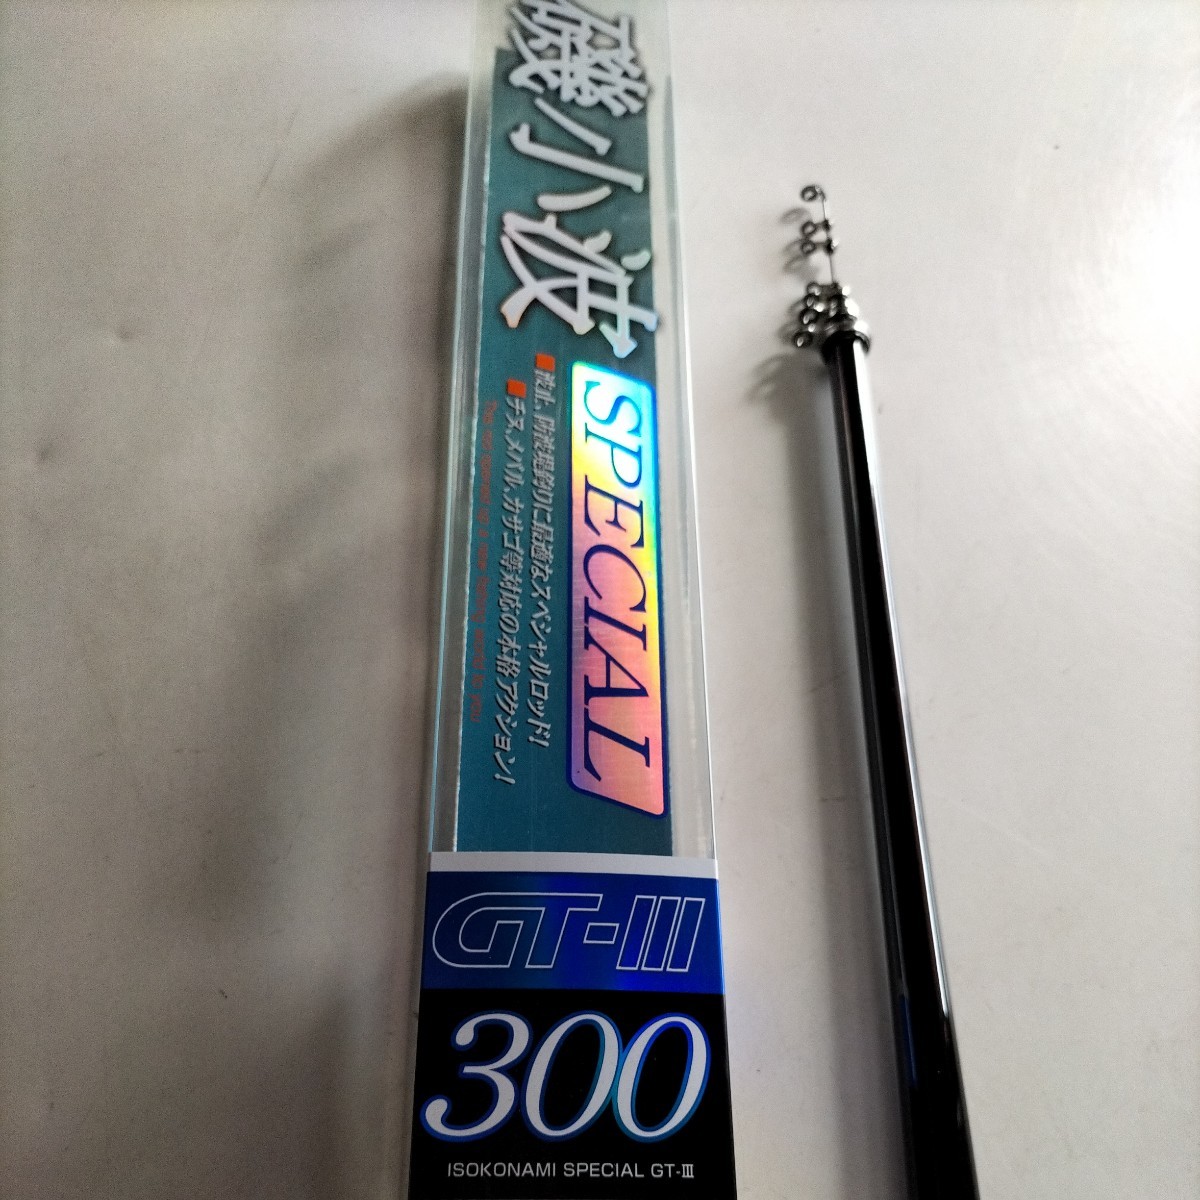 磯小波
SPECIAL
■波止、防波堤釣りに最適なスペシャルロッド!
■チヌ、メバル、カサゴ等対応の本格アクション!
GT-III
300
ISOKONAMI SPECIAL GT-III